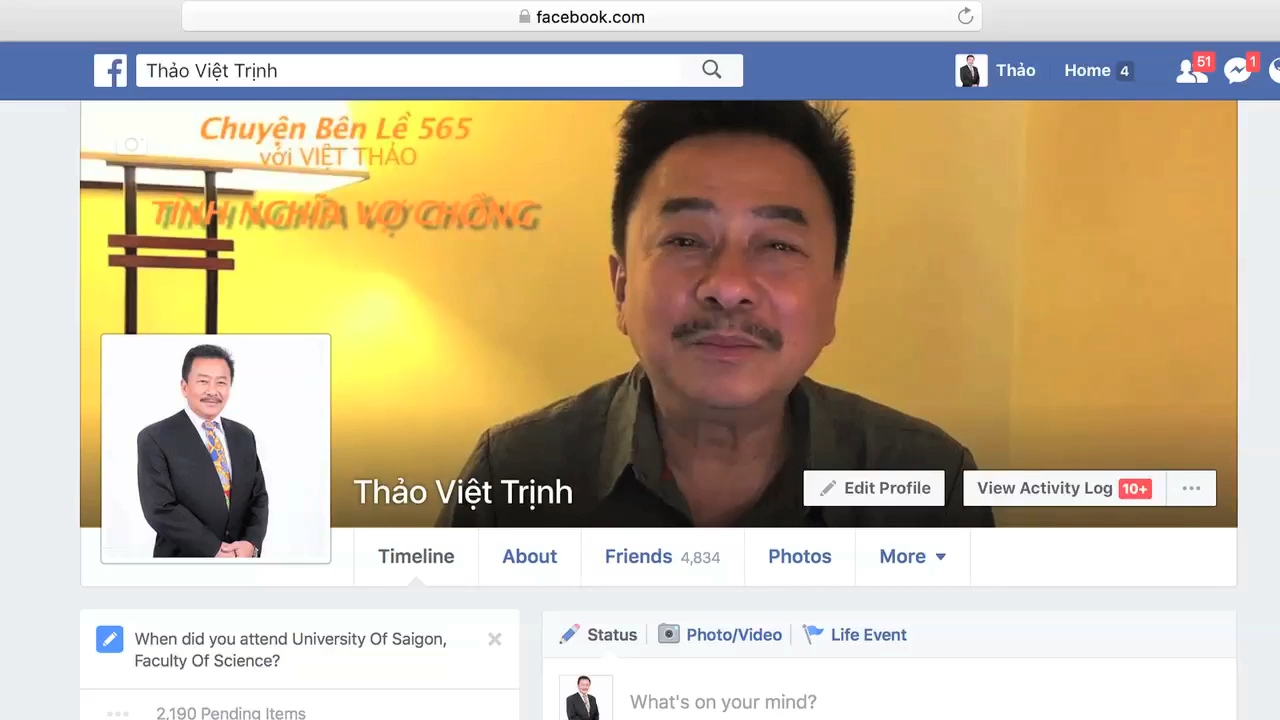 facebook.com
Thảo Việt Trịnh
Thảo
Home 4
51
1
Chuyện Bên Lề 565
với VIỆT THẢO
TÌNH NGHĨA VỢ CHỒNG
Thảo Việt Trịnh
Edit Profile
View Activity Log 10+
Timeline
About
Friends 4,834
Photos
More
When did you attend University Of Saigon,
Faculty Of Science?
2,190 Pending Items
Status
Photo/Video
Life Event
What's on your mind?